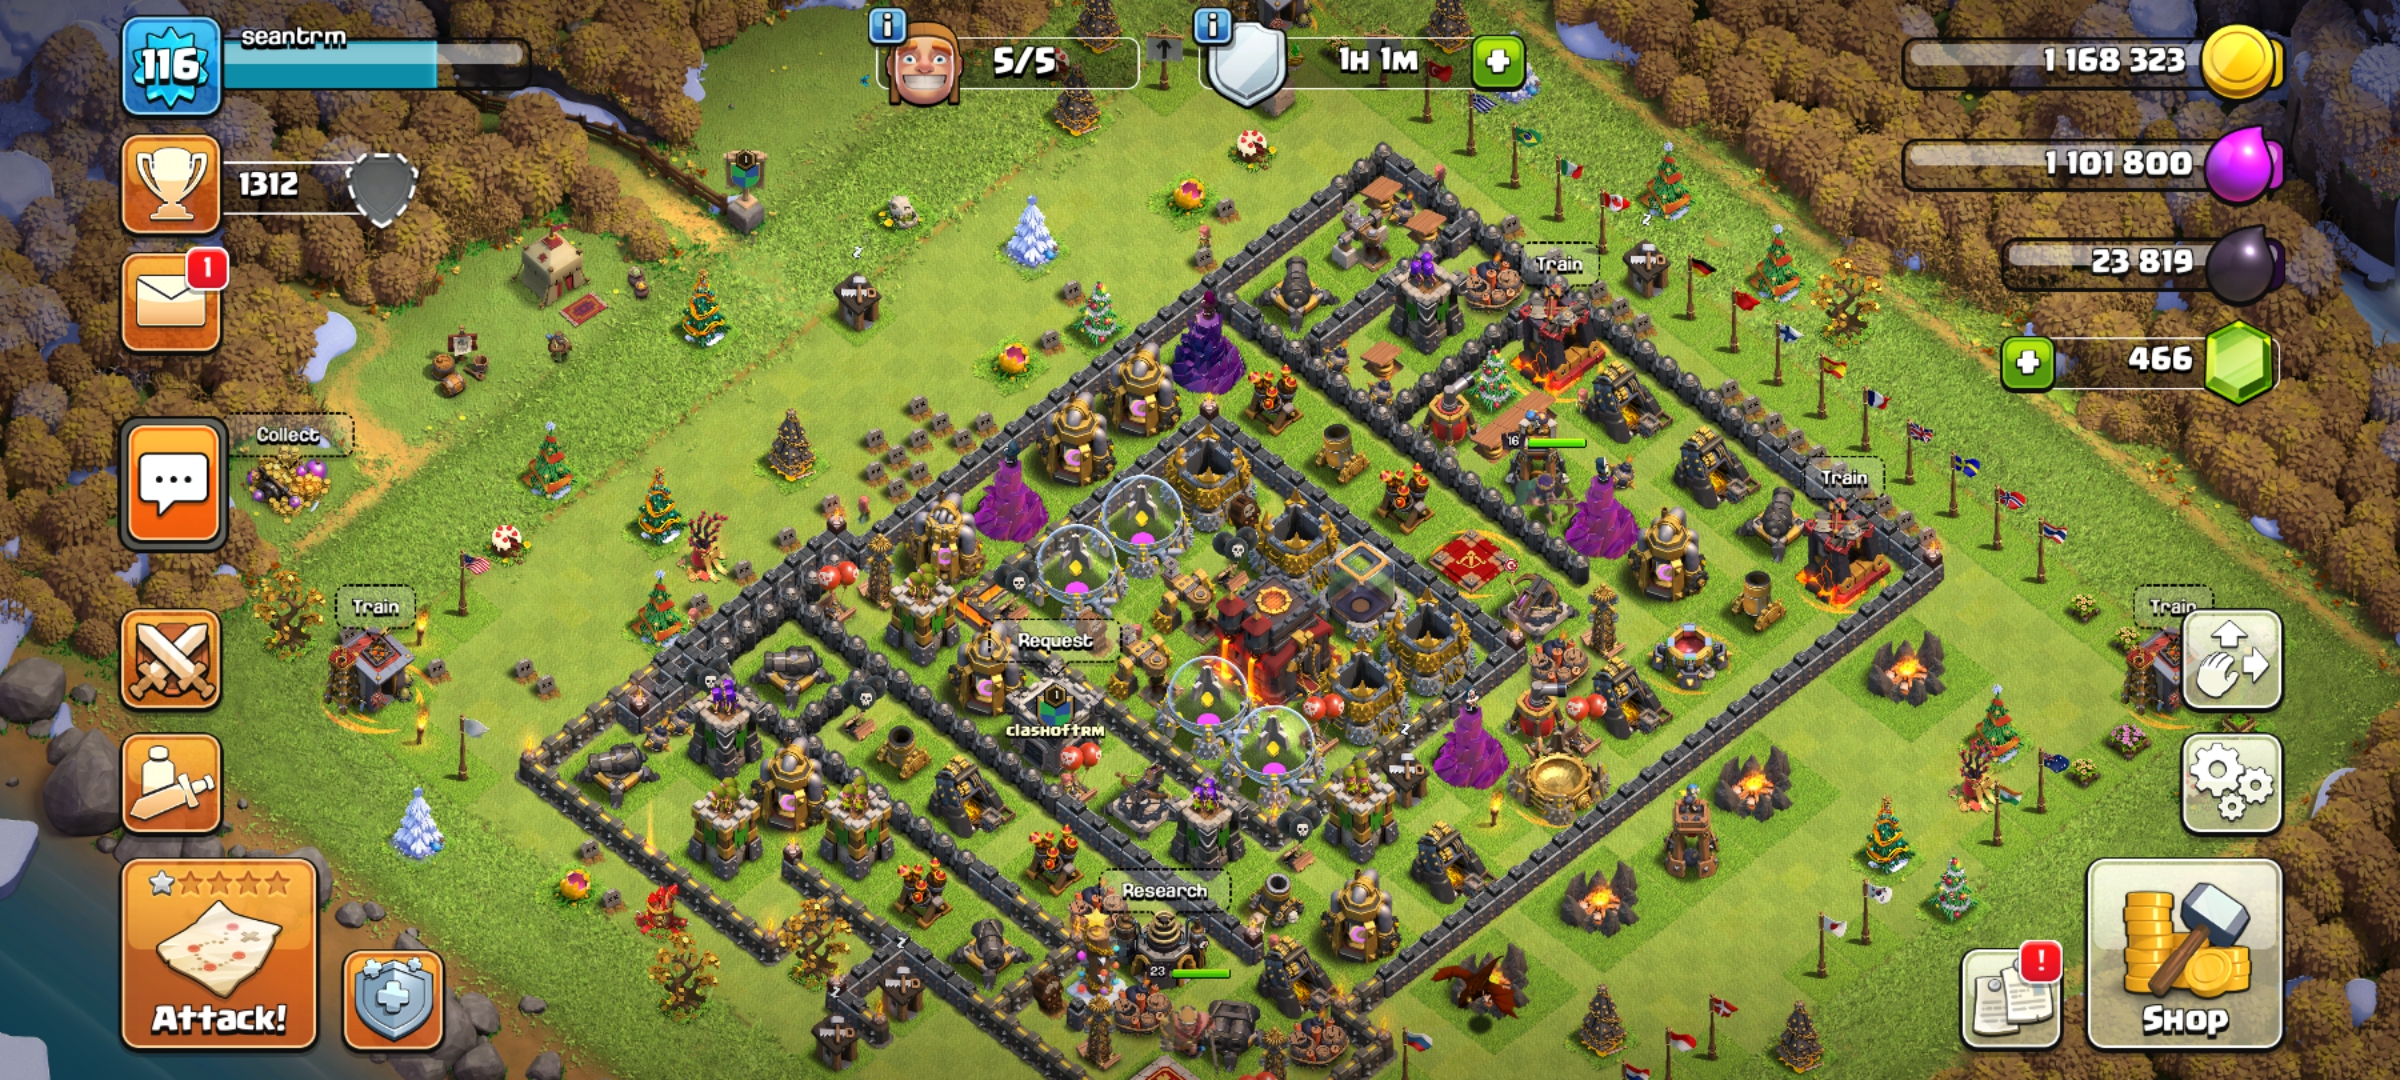 116
seantrm
5/5
1H 1M
1 168 323
1312
1 101 800
1
23 819
Train
466
Collect
16
Train
Train
Train
Request
clashoftRM
Research
23
Attack!
!
Shop